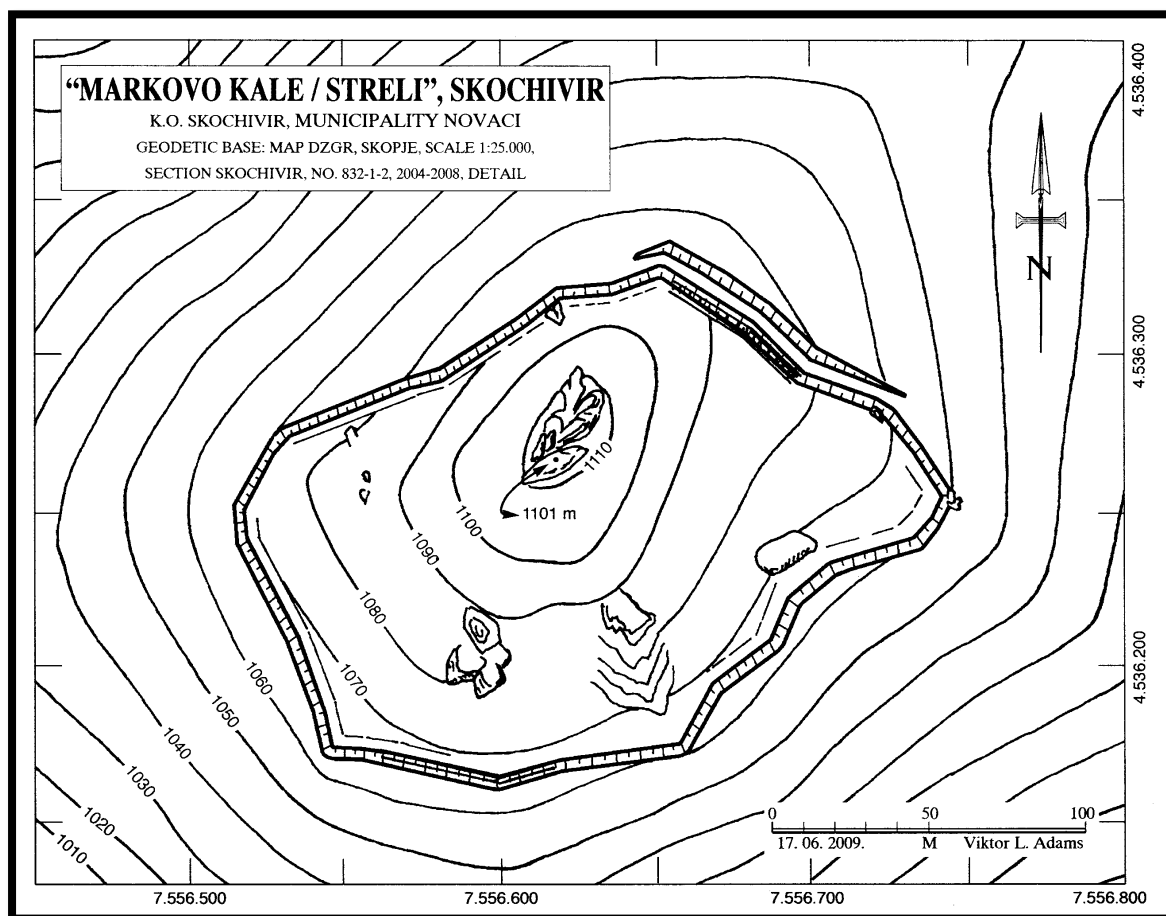 “MARKOVO KALE / STRELI”, SKOCHIVIR
K.O. SKOCHIVIR, MUNICIPALITY NOVACI
GEODETIC BASE: MAP DZGR, SKOPJE, SCALE 1:25.000,
SECTION SKOCHIVIR, NO. 832-1-2, 2004-2008, DETAIL
4.536.400
N
4.536.300
1110
1100
1101 m
1090
1080
1070
1060
1050
1040
1030
1020
1010
4.536.200
0 50 100
17. 06. 2009. M Viktor L. Adams
7.556.500 7.556.600 7.556.700 7.556.800